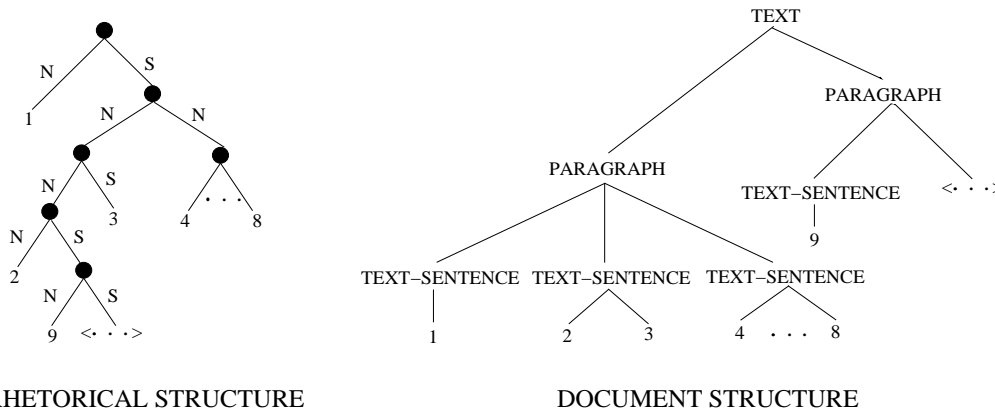 TEXT
N S
PARAGRAPH
1 N N
PARAGRAPH
N S TEXT–SENTENCE <· · ·>
3 4 · · · 8
9
N S
2 TEXT–SENTENCE TEXT–SENTENCE TEXT–SENTENCE
N S
9 <· · ·> 1 2 3 4 · · · 8
HETORICAL STRUCTURE DOCUMENT STRUCTURE